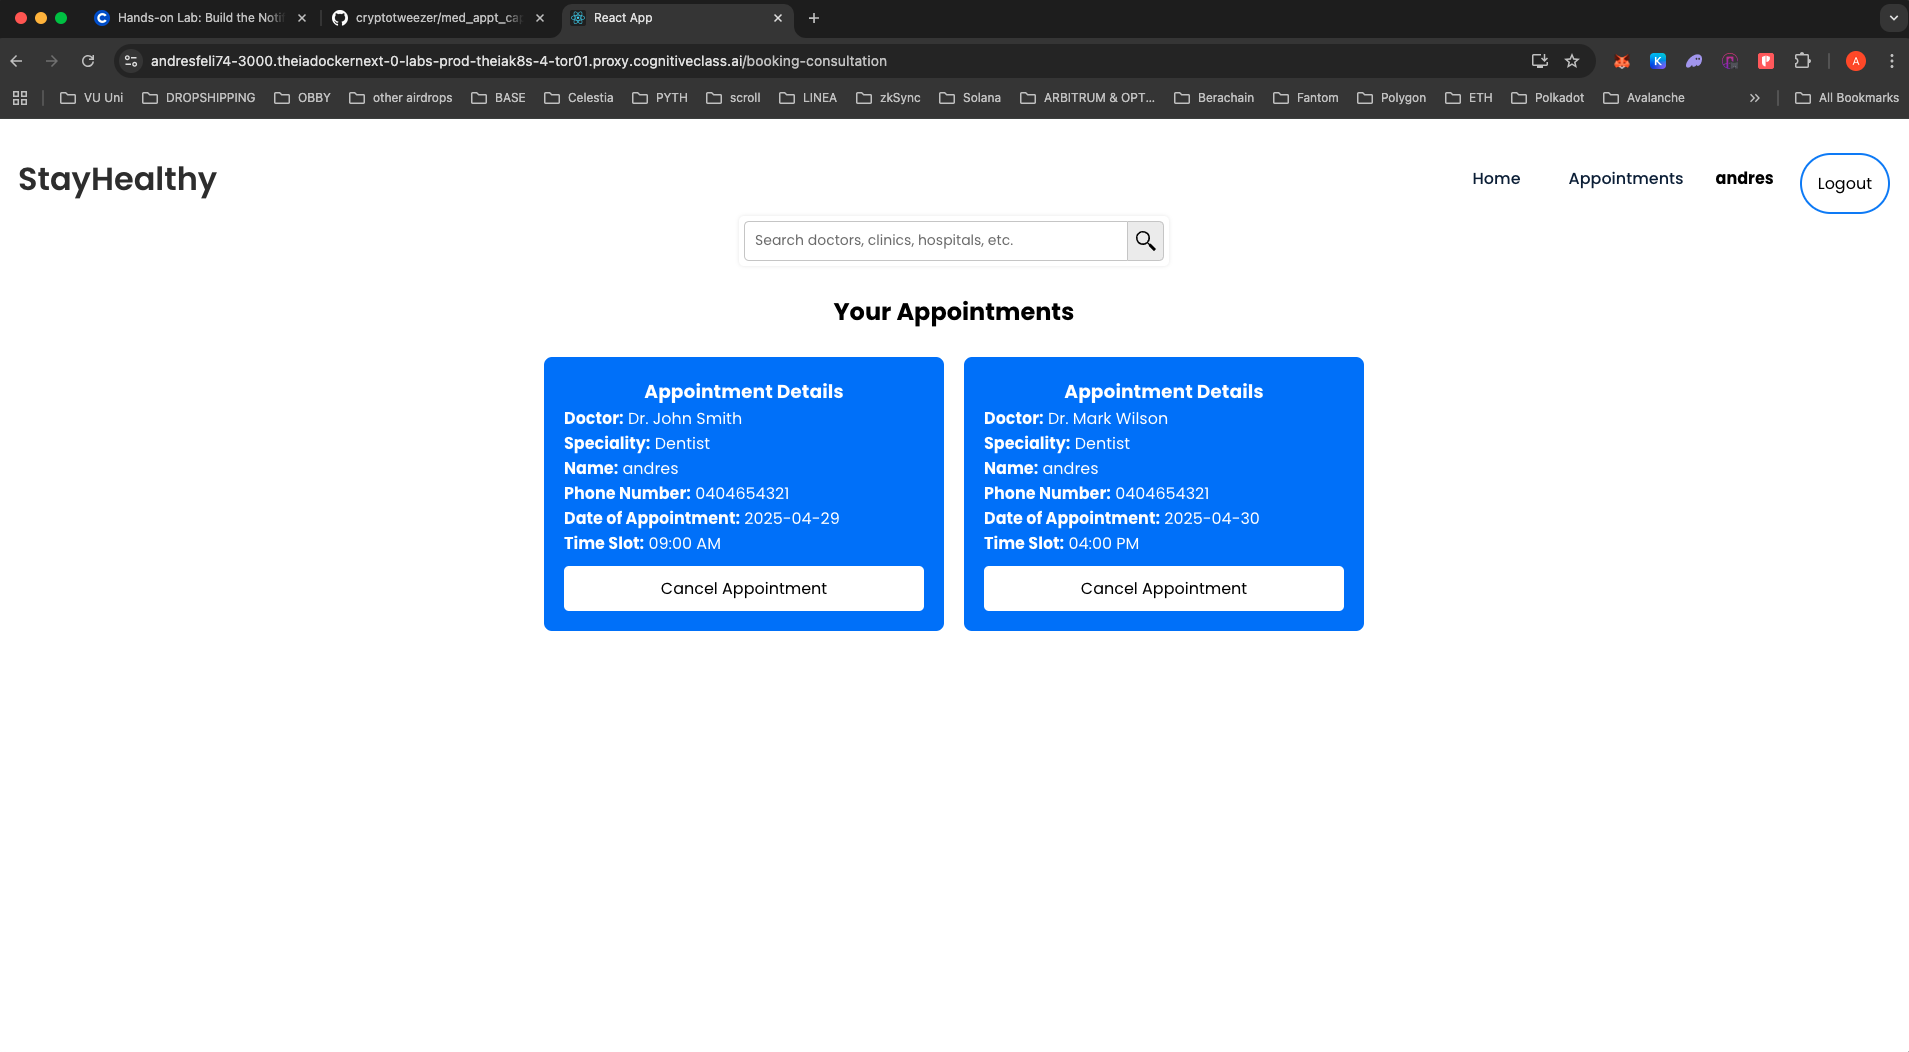 Hands-on Lab: Build the Notif
cryptotweezer/med_appt_cap
React App
andresfeli74-3000.theiadockernext-0-labs-prod-theiak8s-4-tor01.proxy.cognitiveclass.ai/booking-consultation
K
A
VU Uni
DROPSHIPPING
OBBY
other airdrops
BASE
Celestia
PYTH
scroll
LINEA
zkSync
Solana
ARBITRUM & OPT...
Berachain
Fantom
Polygon
ETH
Polkadot
Avalanche
All Bookmarks
StayHealthy
Home
Appointments
andres
Logout
Search doctors, clinics, hospitals, etc.
Your Appointments
Appointment Details
Doctor: Dr. John Smith
Speciality: Dentist
Name: andres
Phone Number: 0404654321
Date of Appointment: 2025-04-29
Time Slot: 09:00 AM
Cancel Appointment
Appointment Details
Doctor: Dr. Mark Wilson
Speciality: Dentist
Name: andres
Phone Number: 0404654321
Date of Appointment: 2025-04-30
Time Slot: 04:00 PM
Cancel Appointment